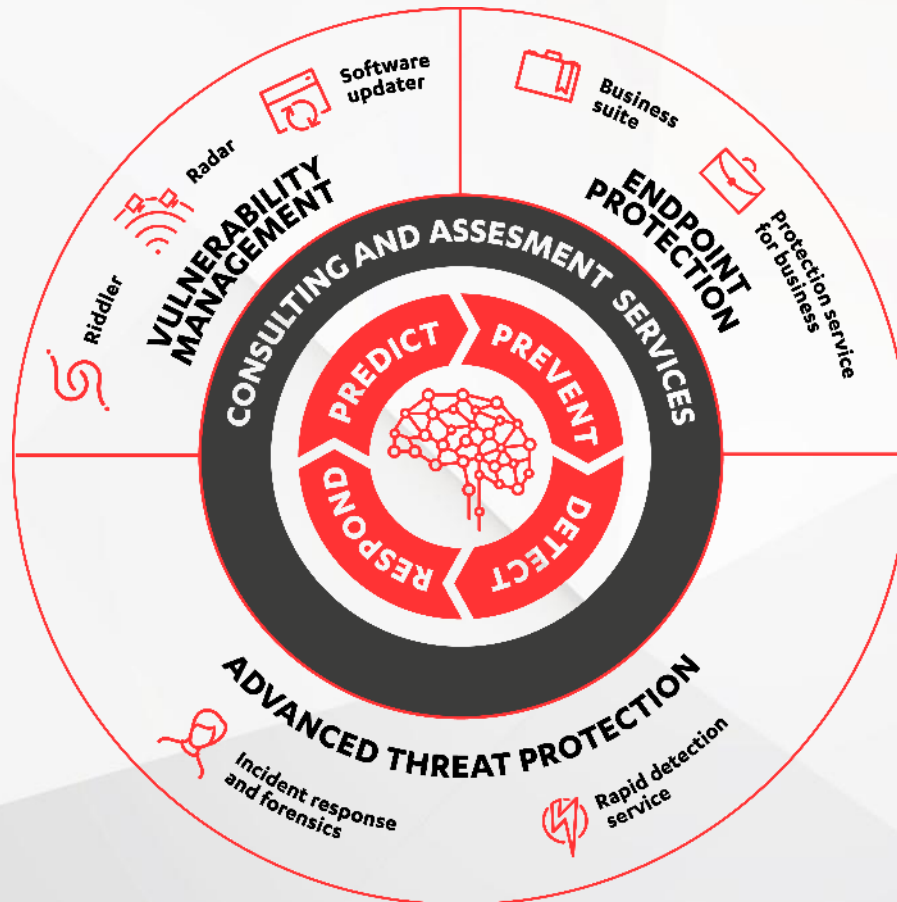 Software
updater
Radar
Riddler
VULNERABILITY
MANAGEMENT
Business
suite
Protection service
for business
ENDPOINT
PROTECTION
CONSULTING AND ASSESMENT SERVICES
PREDICT
PREVENT
DETECT
RESPOND
ADVANCED THREAT PROTECTION
Incident response
and forensics
Rapid detection
service